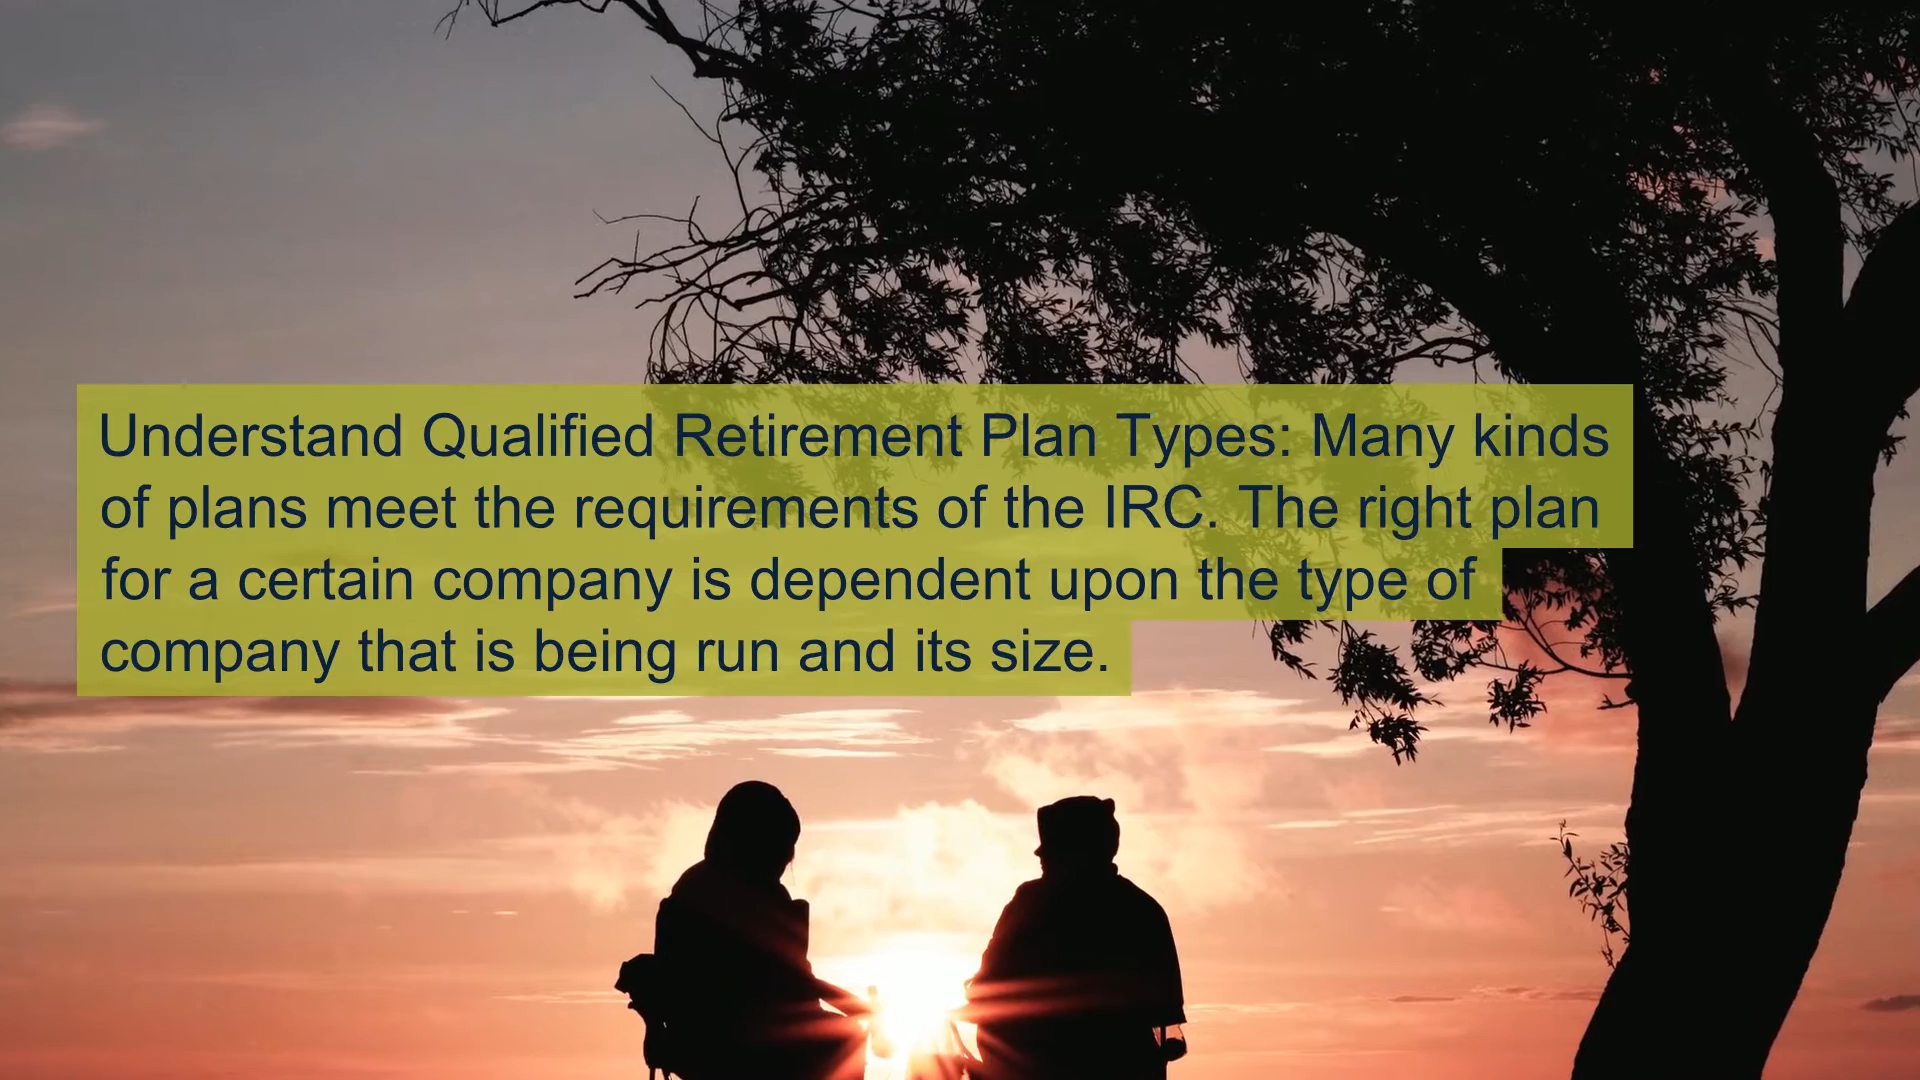 Understand Qualified Retirement Plan Types: Many kinds
of plans meet the requirements of the IRC. The right plan
for a certain company is dependent upon the type of
company that is being run and its size.